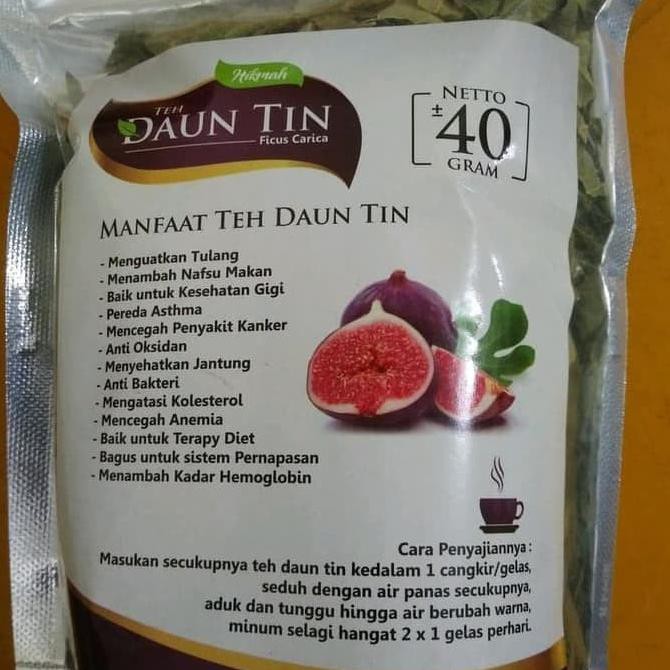 Hikmah
TEH
DAUN TIN
Ficus Carica
NETTO
± 40
GRAM
MANFAAT TEH DAUN TIN
- Menguatkan Tulang
- Menambah Nafsu Makan
- Baik untuk Kesehatan Gigi
- Pereda Asthma
- Mencegah Penyakit Kanker
- Anti Oksidan
- Menyehatkan Jantung
- Anti Bakteri
- Mengatasi Kolesterol
- Mencegah Anemia
- Baik untuk Terapy Diet
- Bagus untuk sistem Pernapasan
- Menambah Kadar Hemoglobin
Cara Penyajiannya :
Masukan secukupnya teh daun tin kedalam 1 cangkir/gelas,
seduh dengan air panas secukupnya,
aduk dan tunggu hingga air berubah warna,
minum selagi hangat 2 x 1 gelas perhari.